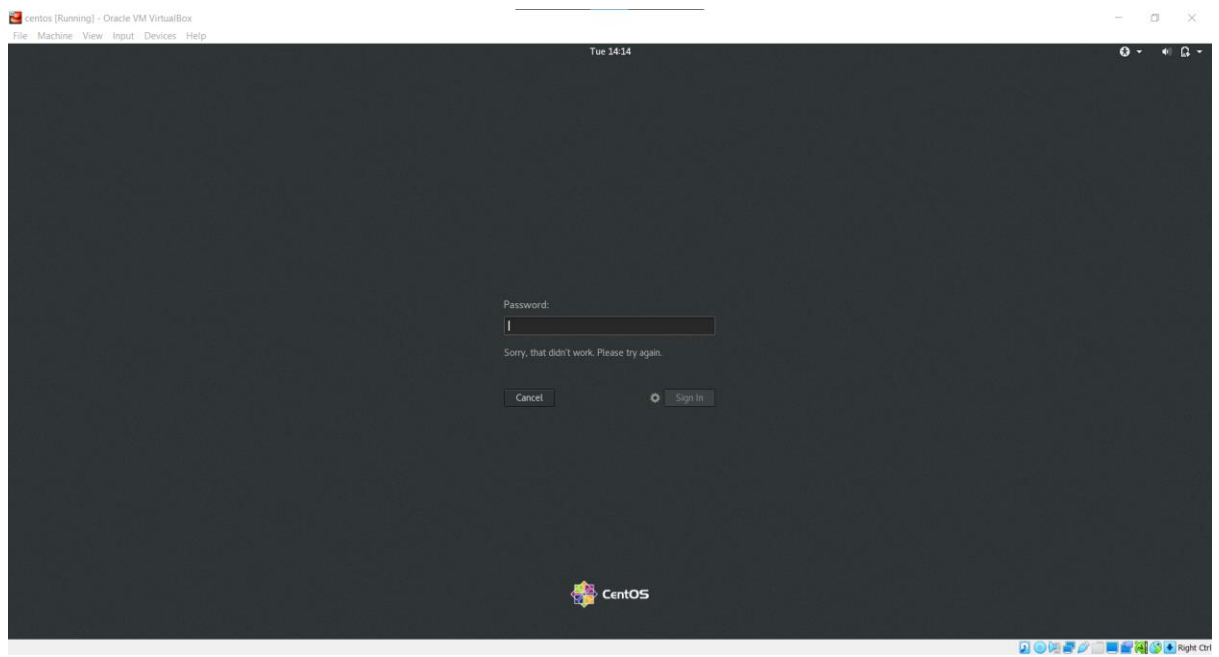 centos [Running] - Oracle VM VirtualBox
File Machine View Input Devices Help
Tue 14:14
Password:
Sorry, that didn't work. Please try again.
Cancel Sign In
CentOS
Right Ctrl